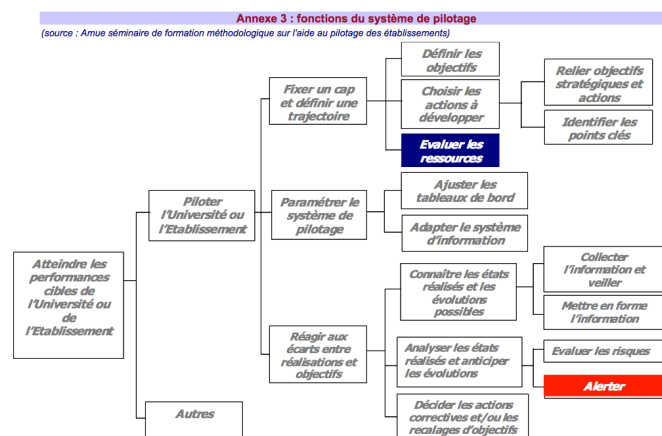 Annexe 3 : fonctions du système de pilotage
(source : Amue séminaire de formation méthodologique sur l'aide au pilotage des établissements)
Définir les
objectifs
Fixer un cap
et définir une
trajectoire
Choisir les
actions à
développer
Relier objectifs
stratégiques et
actions
Identifier les
points clés
Evaluer les
ressources
Piloter
l'Université ou
l'Etablissement
Paramétrer le
système de
pilotage
Ajuster les
tableaux de bord
Adapter le système
d'information
Atteindre les
performances
cibles de
l'Université ou
de
l'Etablissement
Connaître les états
réalisés et les
évolutions
possibles
Collecter
l'information et
veiller
Mettre en forme
l'information
Réagir aux
écarts entre
réalisations et
objectifs
Analyser les états
réalisés et anticiper
les évolutions
Evaluer les risques
Alerter
Autres
Décider les actions
correctives et/ou les
recalages d'objectifs